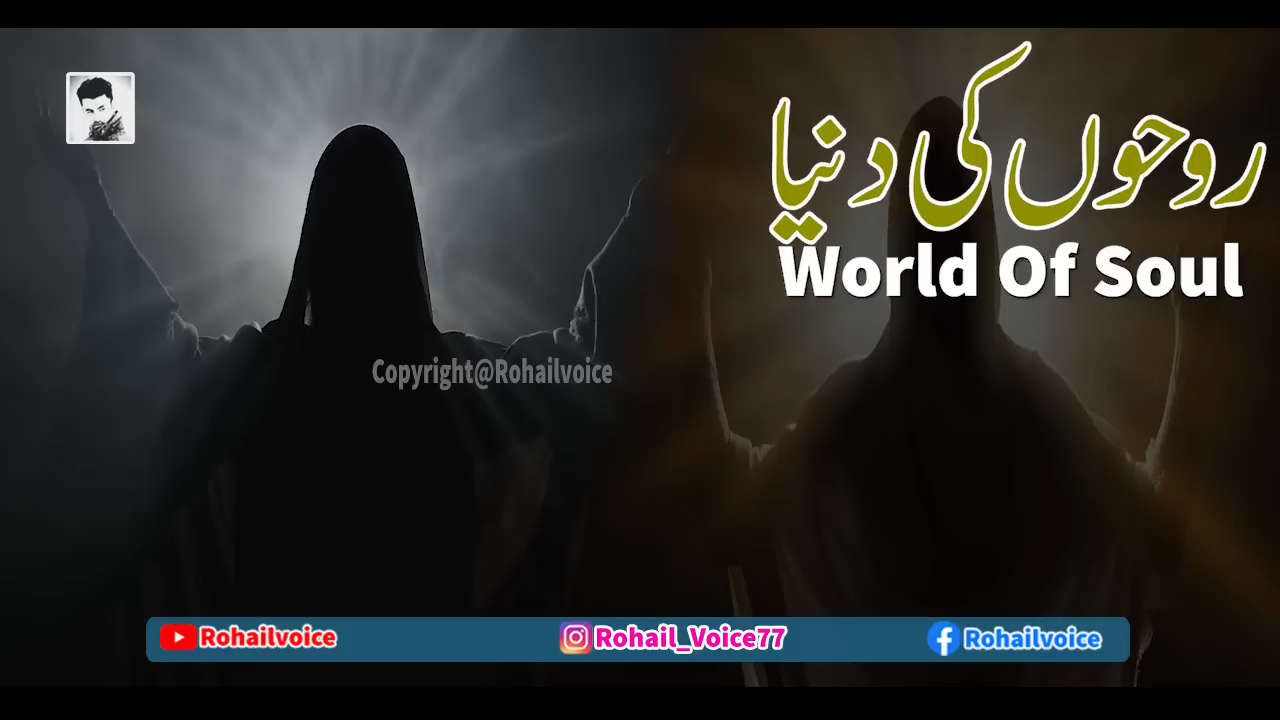 روحوں کی دنیا
World Of Soul
Copyright@Rohailvoice
Rohailvoice
Rohail_Voice77
Rohailvoice